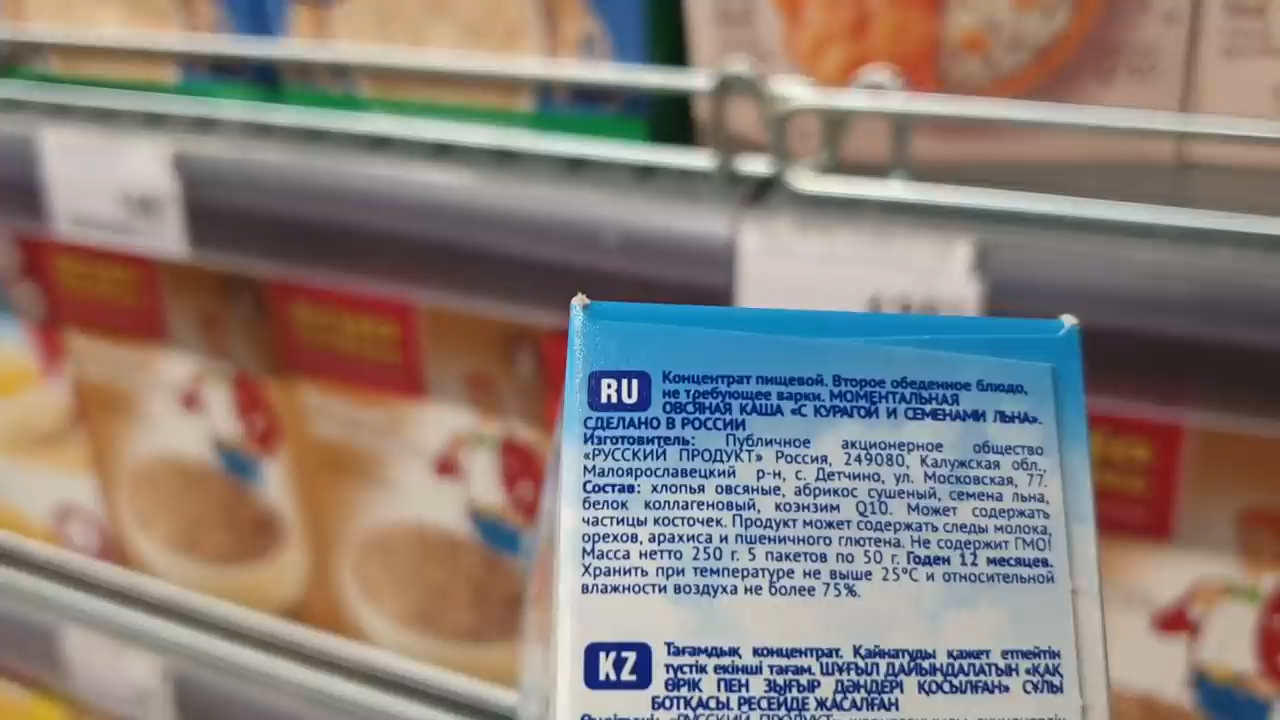 RU
Концентрат пищевой. Второе обеденное блюдо,
не требующее варки. МОМЕНТАЛЬНАЯ
ОВСЯНАЯ КАША «С КУРАГОЙ И СЕМЕНАМИ ЛЬНА».
СДЕЛАНО В РОССИИ
Изготовитель: Публичное акционерное общество
«РУССКИЙ ПРОДУКТ» Россия, 249080, Калужская обл.,
Малоярославецкий р-н, с. Детчино, ул. Московская, 77.
Состав: хлопья овсяные, абрикос сушеный, семена льна,
белок коллагеновый, коэнзим Q10. Может содержать
частицы косточек. Продукт может содержать следы молока,
орехов, арахиса и пшеничного глютена. Не содержит ГМО!
Масса нетто 250 г. 5 пакетов по 50 г. Годен 12 месяцев.
Хранить при температуре не выше 25°С и относительной
влажности воздуха не более 75%.
KZ
Тағамдық концентрат. Қайнатуды қажет етпейтін
түстік екінші тағам. ШҰҒЫЛ ДАЙЫНДАЛАТЫН «ҚАҚ
ӨРІК ПЕН ЗЫҒЫР ДӘНДЕРІ ҚОСЫЛҒАН» СҰЛЫ
БОТҚАСЫ. РЕСЕЙДЕ ЖАСАЛҒАН